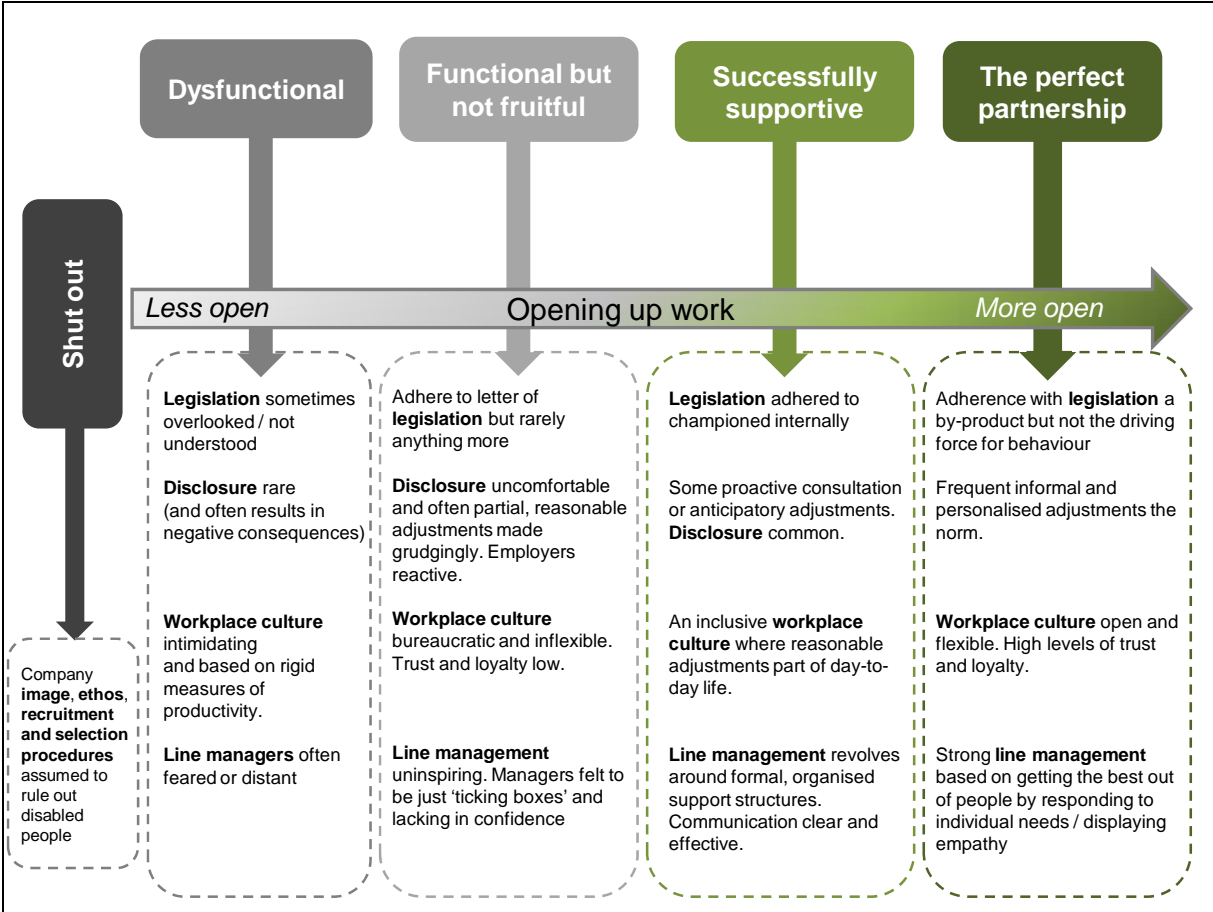 Dysfunctional
Functional but
not fruitful
Successfully
supportive
The perfect
partnership
Shut out
Less open
Opening up work
More open
Company
image, ethos,
recruitment
and selection
procedures
assumed to
rule out
disabled
people
Legislation sometimes
overlooked / not
understood
Disclosure rare
(and often results in
negative consequences)
Workplace culture
intimidating
and based on rigid
measures of
productivity.
Line managers often
feared or distant
Adhere to letter of
legislation but rarely
anything more
Disclosure uncomfortable
and often partial, reasonable
adjustments made
grudgingly. Employers
reactive.
Workplace culture
bureaucratic and inflexible.
Trust and loyalty low.
Line management
uninspiring. Managers felt to
be just ‘ticking boxes’ and
lacking in confidence
Legislation adhered to
championed internally
Some proactive consultation
or anticipatory adjustments.
Disclosure common.
An inclusive workplace
culture where reasonable
adjustments part of day-to-
day life.
Line management revolves
around formal, organised
support structures.
Communication clear and
effective.
Adherence with legislation a
by-product but not the driving
force for behaviour
Frequent informal and
personalised adjustments the
norm.
Workplace culture open and
flexible. High levels of trust
and loyalty.
Strong line management
based on getting the best out
of people by responding to
individual needs / displaying
empathy